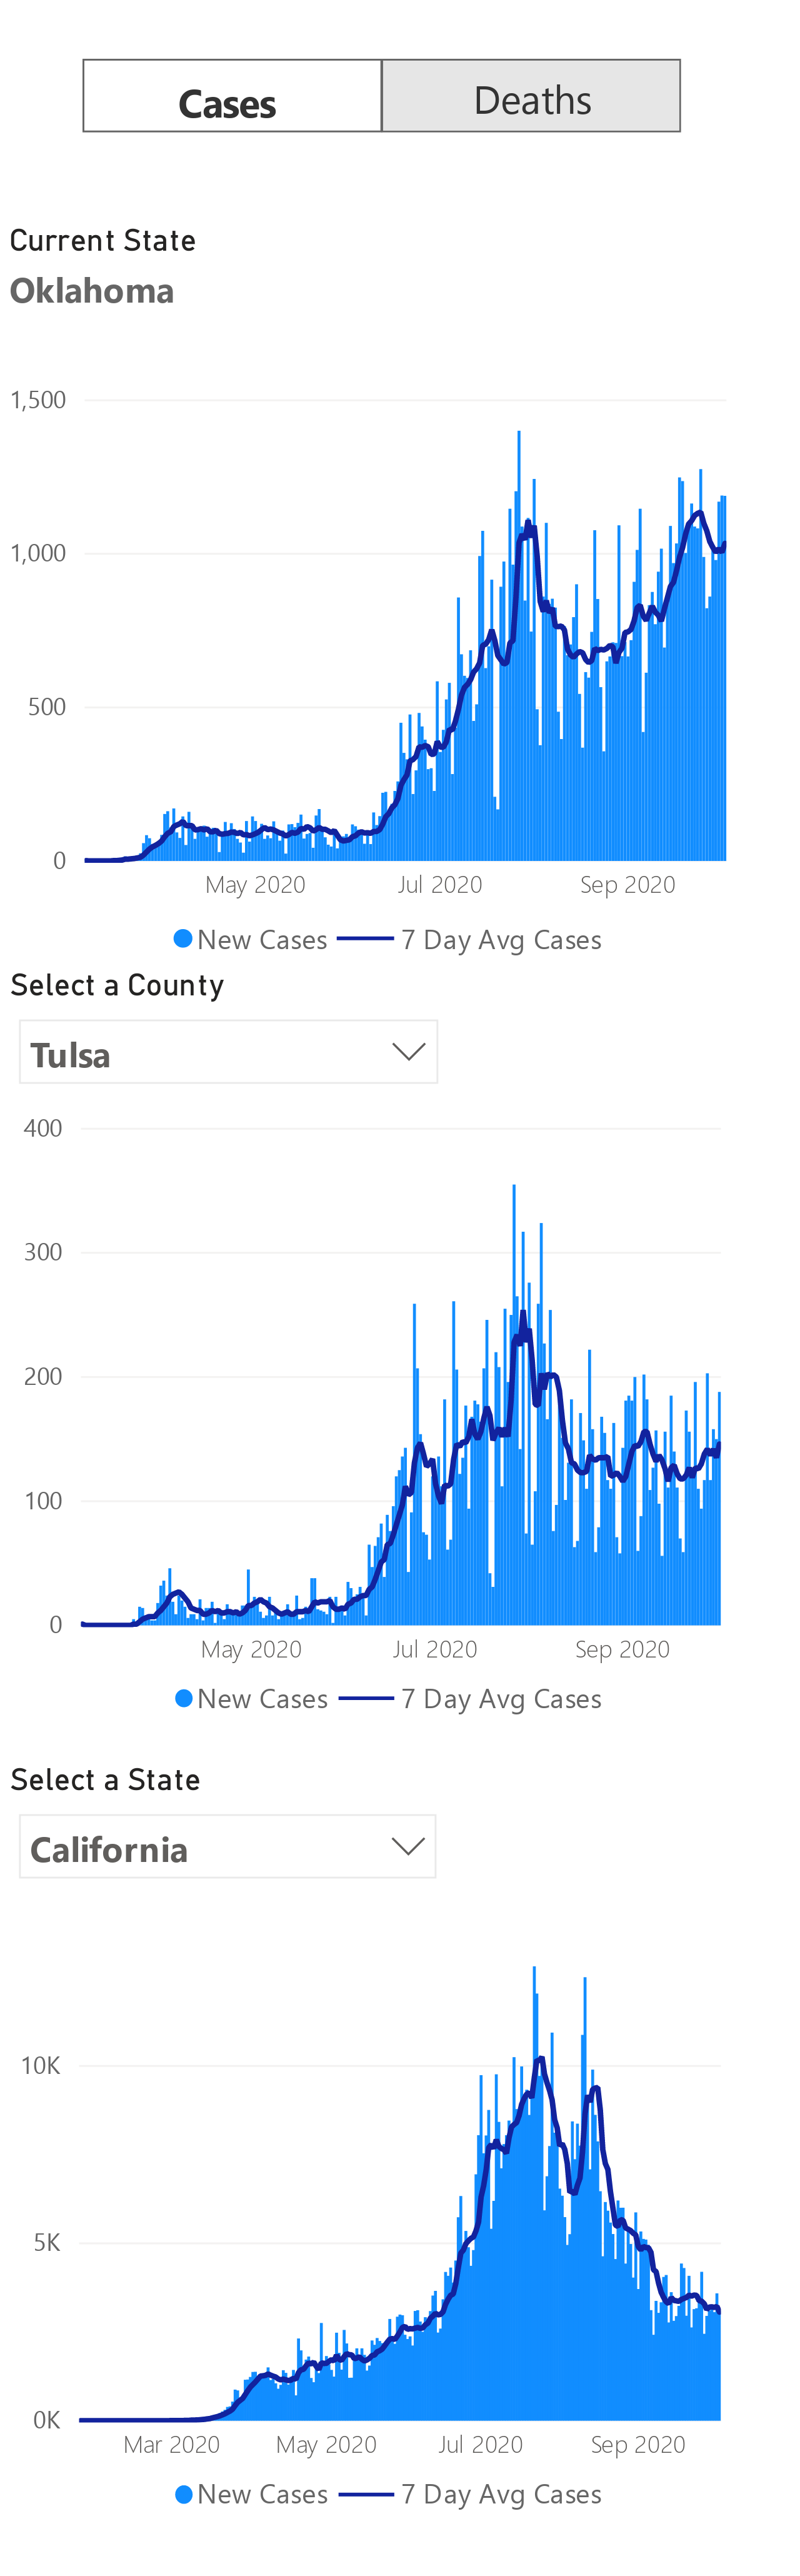 Cases Deaths
Current State
Oklahoma
1,500
1,000
500
0
May 2020 Jul 2020 Sep 2020
New Cases 7 Day Avg Cases
Select a County
Tulsa
400
300
200
100
0
May 2020 Jul 2020 Sep 2020
New Cases 7 Day Avg Cases
Select a State
California
10K
5K
0K
Mar 2020 May 2020 Jul 2020 Sep 2020
New Cases 7 Day Avg Cases